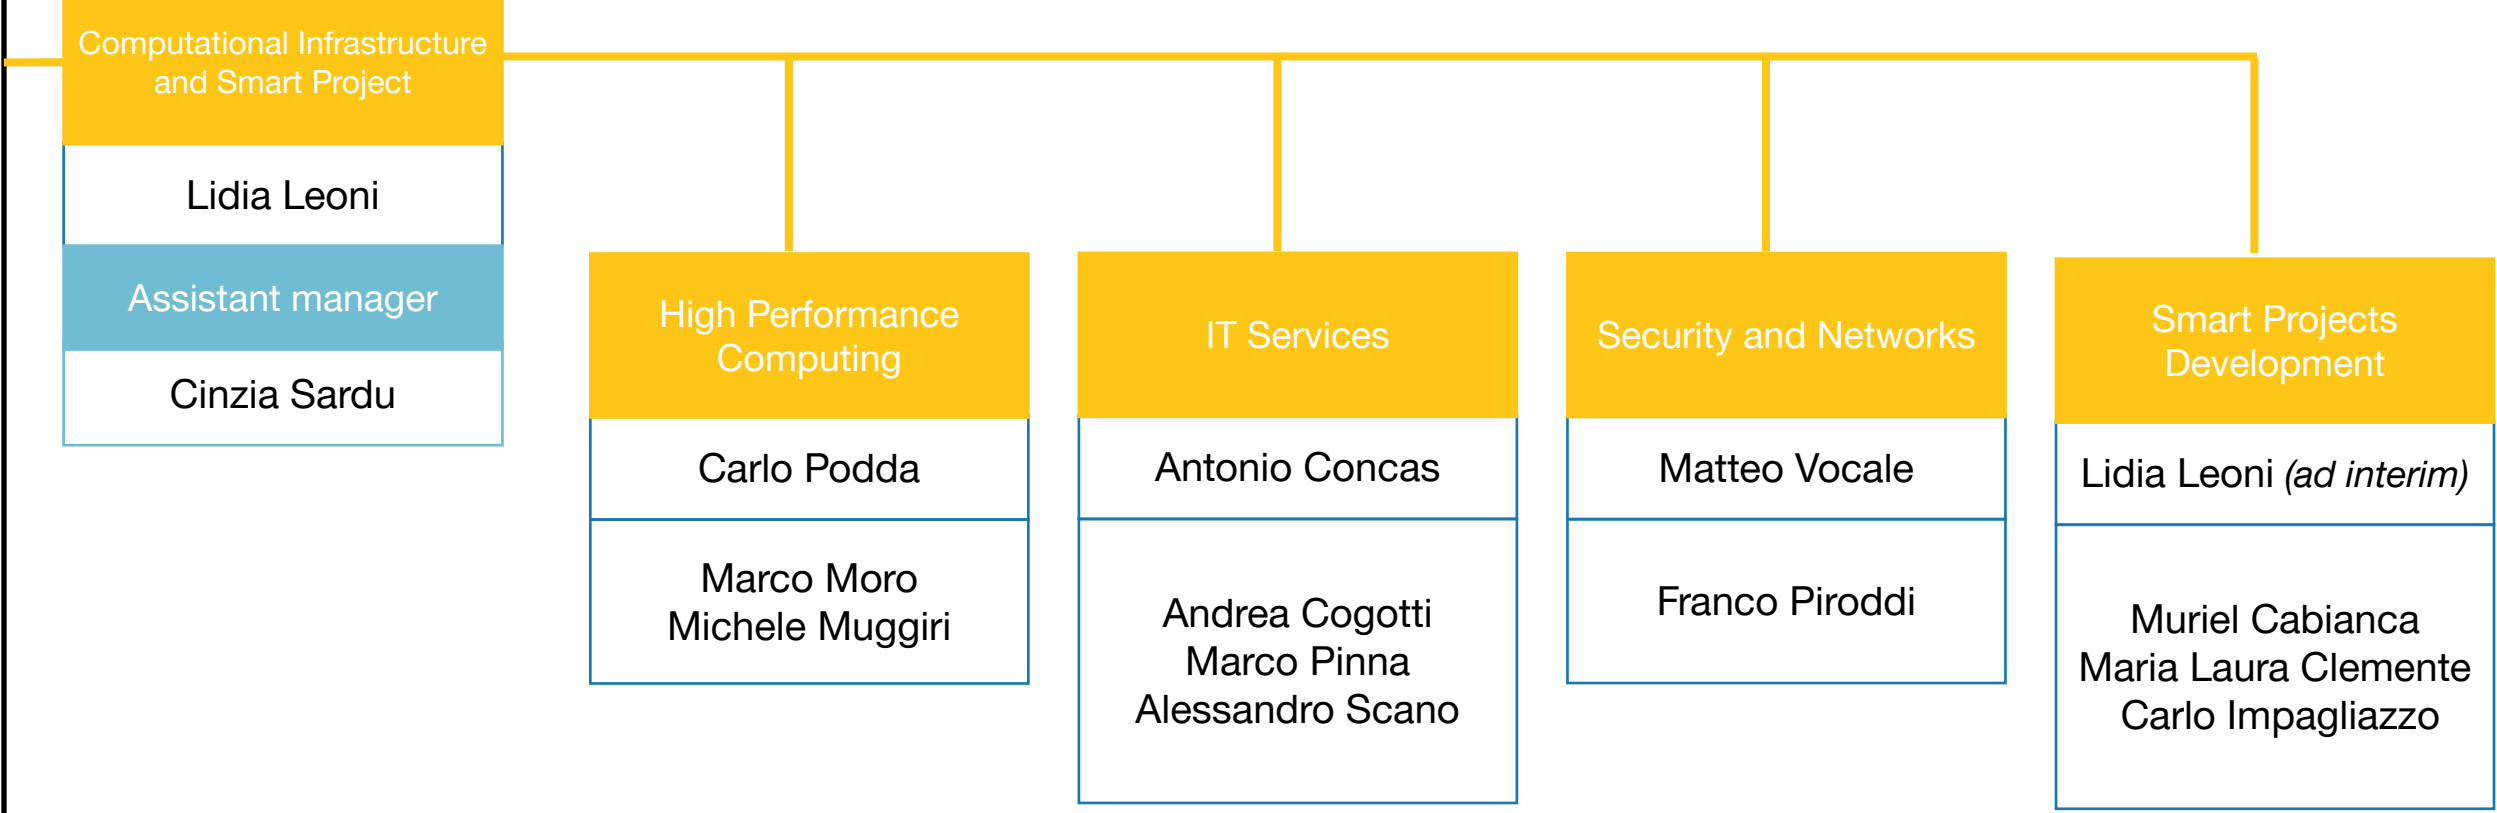 Computational Infrastructure
and Smart Project
Lidia Leoni
Assistant manager
Cinzia Sardu
High Performance
Computing
Carlo Podda
Marco Moro
Michele Muggiri
IT Services
Antonio Concas
Andrea Cogotti
Marco Pinna
Alessandro Scano
Security and Networks
Matteo Vocale
Franco Piroddi
Smart Projects
Development
Lidia Leoni (ad interim)
Muriel Cabianca
Maria Laura Clemente
Carlo Impagliazzo